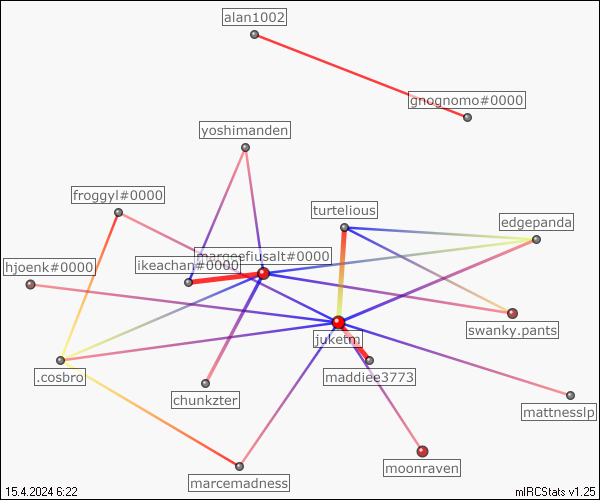 alan1002
gnognomo#0000
yoshimanden
froggyl#0000
turtelious
edgepanda
margeefiusalt#0000
ikeachan#0000
hjoenk#0000
swanky.pants
juketm
.cosbro
maddiee3773
chunkzter
mattnesslp
moonraven
marcemadness
15.4.2024 6:22
mIRCStats v1.25